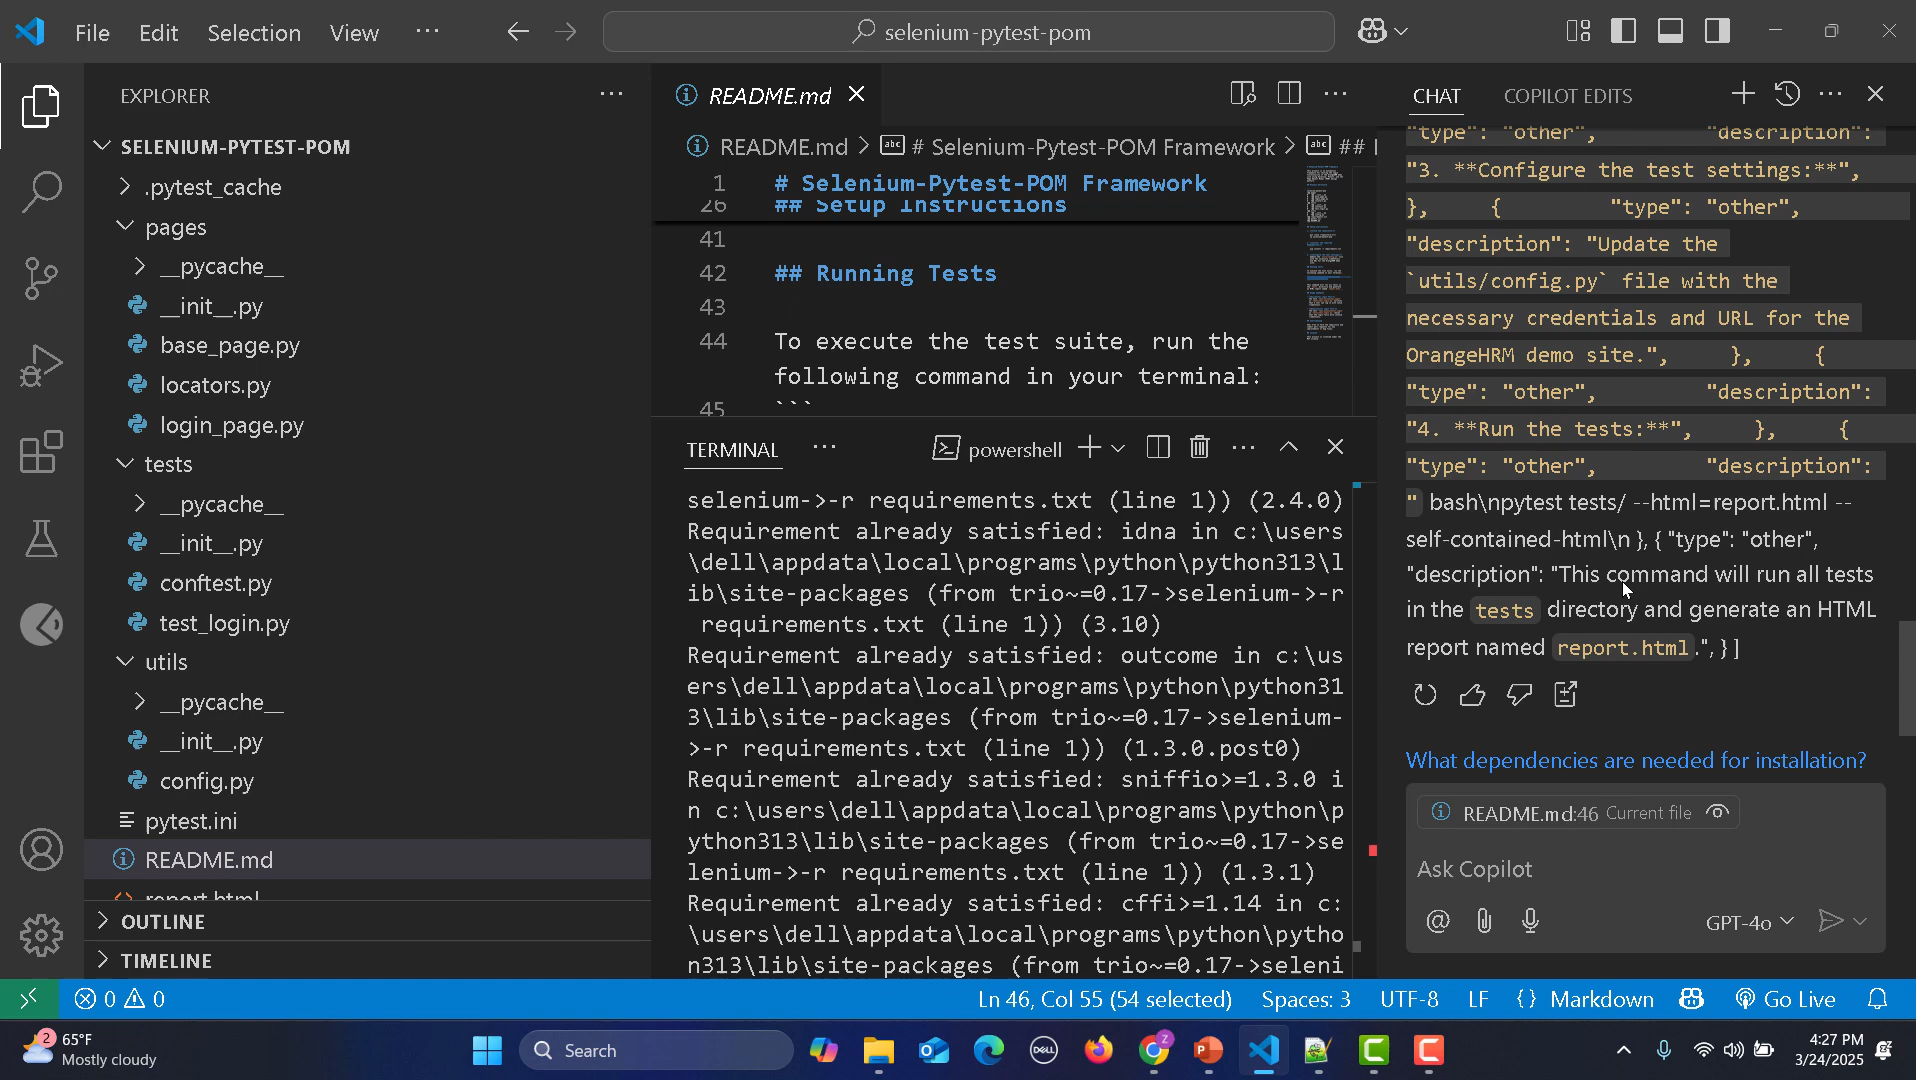 File Edit Selection View ··· selenium-pytest-pom
EXPLORER ···
SELENIUM-PYTEST-POM
.pytest_cache
pages
__pycache__
__init__.py
base_page.py
locators.py
login_page.py
tests
__pycache__
__init__.py
conftest.py
test_login.py
utils
__pycache__
__init__.py
config.py
pytest.ini
README.md
report.html
OUTLINE
TIMELINE
README.md
README.md > # Selenium-Pytest-POM Framework > ##
1 # Selenium-Pytest-POM Framework
26 ## Setup Instructions
41
42 ## Running Tests
43
44 To execute the test suite, run the
following command in your terminal:
45 ```
TERMINAL ··· powershell
selenium->-r requirements.txt (line 1)) (2.4.0)
Requirement already satisfied: idna in c:\users
\dell\appdata\local\programs\python\python313\l
ib\site-packages (from trio~=0.17->selenium->-r
requirements.txt (line 1)) (3.10)
Requirement already satisfied: outcome in c:\us
ers\dell\appdata\local\programs\python\python31
3\lib\site-packages (from trio~=0.17->selenium-
>-r requirements.txt (line 1)) (1.3.0.post0)
Requirement already satisfied: sniffio>=1.3.0 i
n c:\users\dell\appdata\local\programs\python\p
ython313\lib\site-packages (from trio~=0.17->se
lenium->-r requirements.txt (line 1)) (1.3.1)
Requirement already satisfied: cffi>=1.14 in c:
\users\dell\appdata\local\programs\python\pytho
n313\lib\site-packages (from trio~=0.17->seleni
CHAT COPILOT EDITS
"type": "other", "description":
"3. **Configure the test settings:**",
}, { "type": "other",
"description": "Update the
`utils/config.py` file with the
necessary credentials and URL for the
OrangeHRM demo site.", }, {
"type": "other", "description":
"4. **Run the tests:**", }, {
"type": "other", "description":
" bash\npytest tests/ --html=report.html --
self-contained-html\n }, { "type": "other",
"description": "This command will run all tests
in the tests directory and generate an HTML
report named report.html .", } ]
What dependencies are needed for installation?
README.md:46 Current file
Ask Copilot
@ GPT-4o
0 0 Ln 46, Col 55 (54 selected) Spaces: 3 UTF-8 LF {} Markdown Go Live
2 65°F
Mostly cloudy
Search
DELL
Z
4:27 PM
3/24/2025